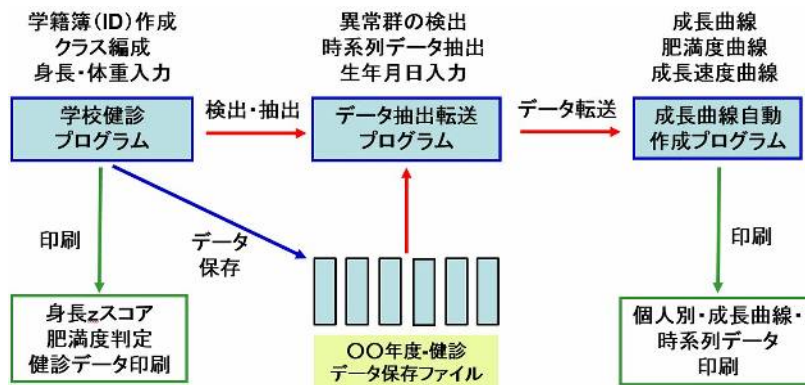 学籍簿(ID)作成
クラス編成
身長・体重入力
異常群の検出
時系列データ抽出
生年月日入力
成長曲線
肥満度曲線
成長速度曲線
学校健診
プログラム
検出・抽出
データ抽出転送
プログラム
データ転送
成長曲線自動
作成プログラム
印刷
データ
保存
印刷
身長zスコア
肥満度判定
健診データ印刷
〇〇年度-健診
データ保存ファイル
個人別・成長曲線・
時系列データ
印刷